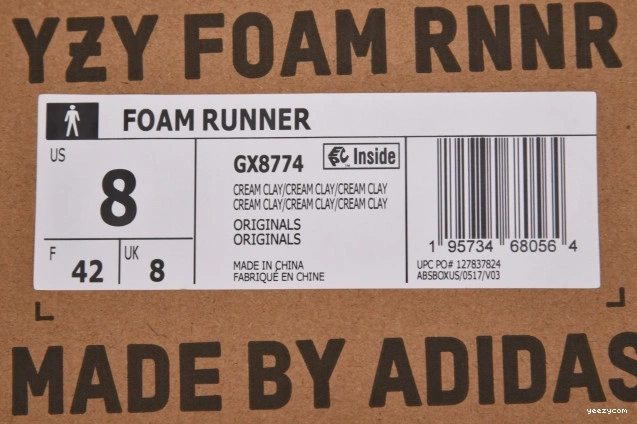 YZY FOAM RNNR
FOAM RUNNER
US
8
F
42
UK
8
GX8774
Inside
CREAM CLAY/CREAM CLAY/CREAM CLAY
CREAM CLAY/CREAM CLAY/CREAM CLAY
ORIGINALS
ORIGINALS
MADE IN CHINA
FABRIQUÉ EN CHINE
1 95734 68056 4
UPC PO# 127837824
ABSBOXUS/0517/V03
MADE BY ADIDAS
yeezycom